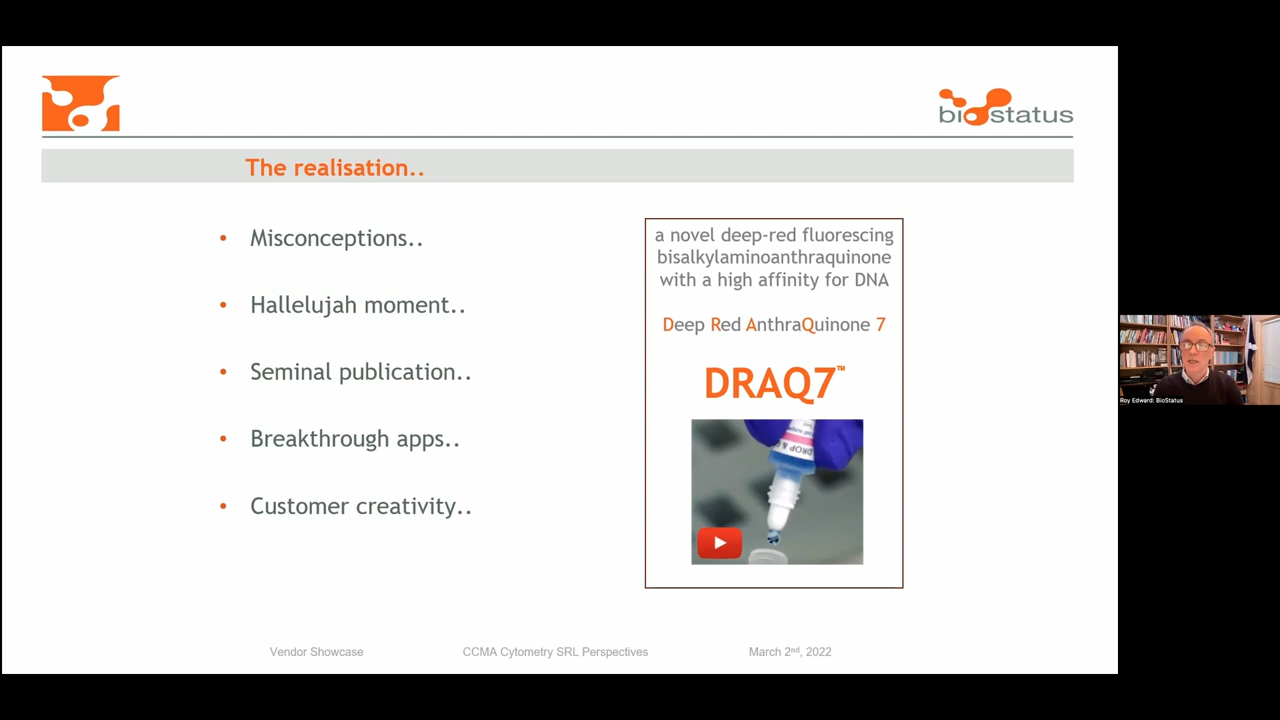 biostatus
The realisation..
• Misconceptions..
• Hallelujah moment..
• Seminal publication..
• Breakthrough apps..
• Customer creativity..
a novel deep-red fluorescing
bisalkylaminoanthraquinone
with a high affinity for DNA
Deep Red AnthraQuinone 7
DRAQ7™
DROP &
Roy Edward: BioStatus
Vendor Showcase
CCMA Cytometry SRL Perspectives
March 2nd, 2022